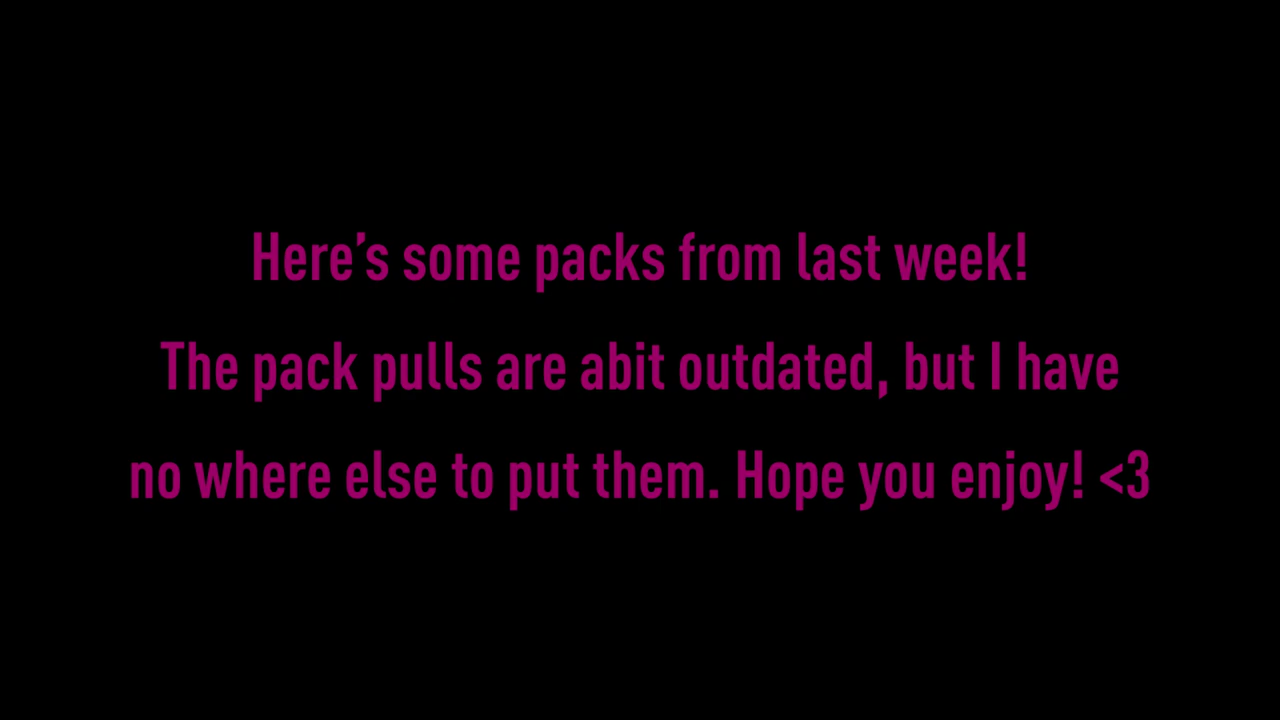 Here’s some packs from last week!
The pack pulls are abit outdated, but I have
no where else to put them. Hope you enjoy! <3